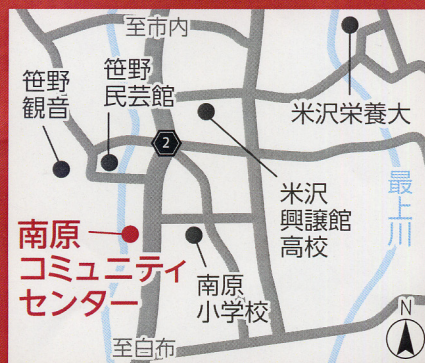 至市内
笹野
観音
笹野
民芸館
米沢栄養大
2
米沢
興譲館
高校
最上川
南原
コミュニティ
センター
南原
小学校
至白布
N